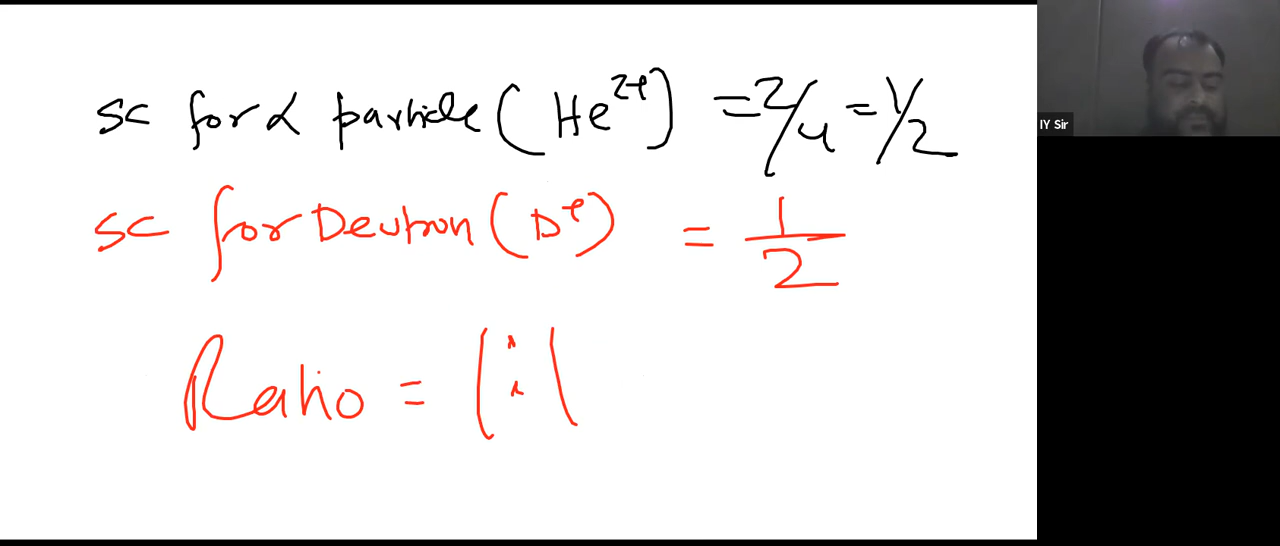 SC for α particle (He²⁺) = 2/4 = 1/2
SC for Deutron (D⁺) = 1/2
Ratio = 1:1
IY Sir